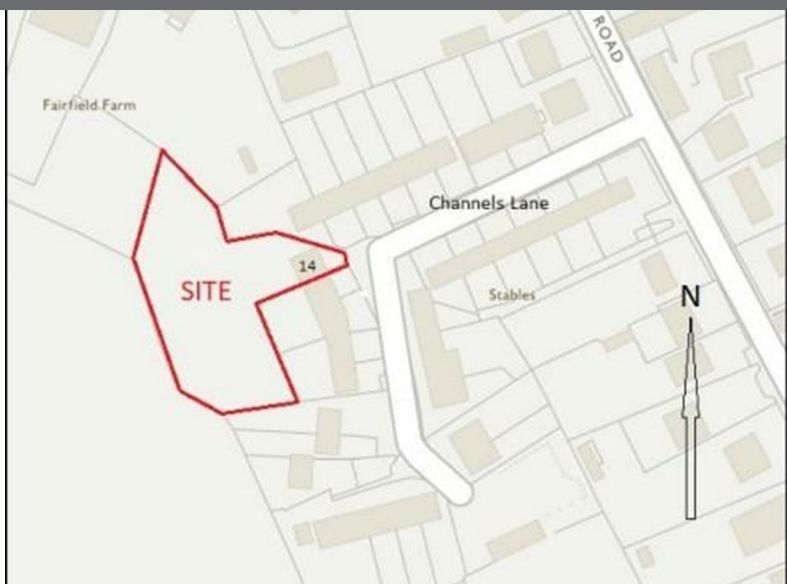 ROAD
Fairfield Farm
Channels Lane
14
SITE
Stables
N